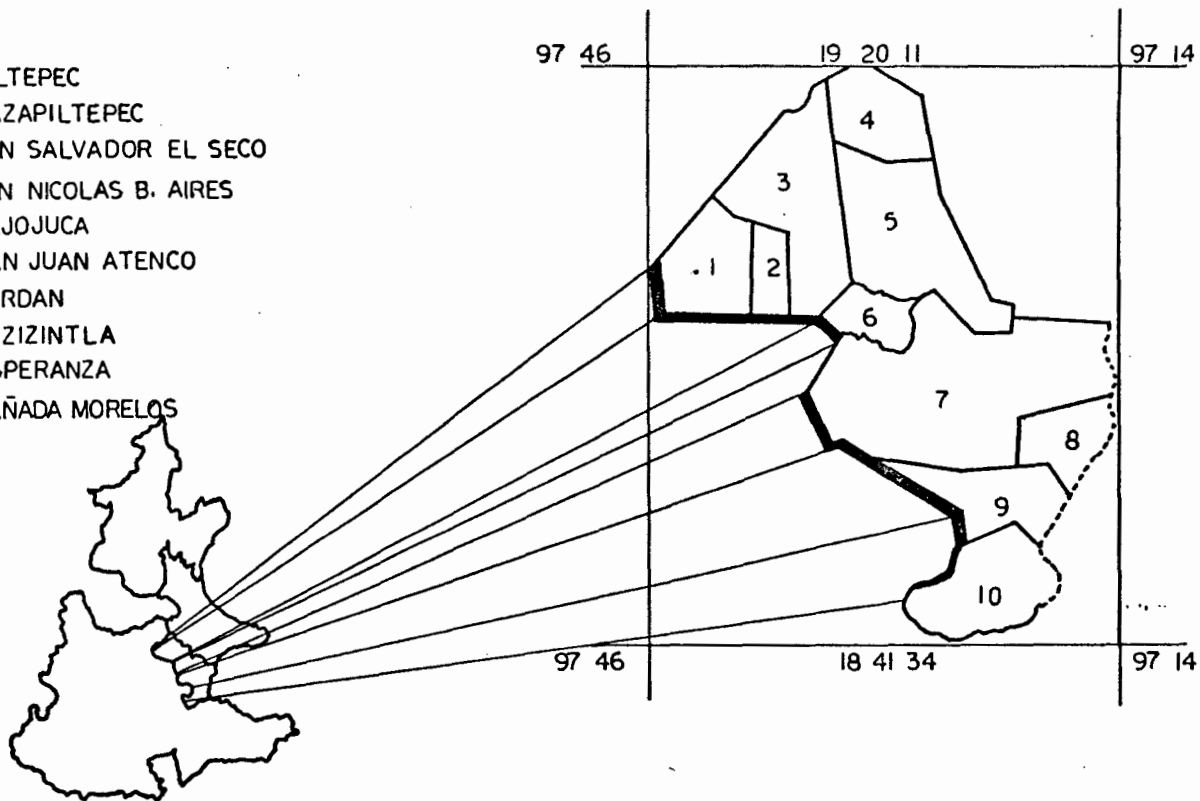 97 46 19 20 11 97 14
LTEPEC
ZAPILTEPEC
N SALVADOR EL SECO
N NICOLAS B. AIRES
JOJUCA
N JUAN ATENCO
RDAN
ZIZINTLA
PERANZA
AÑADA MORELOS
4
3
5
.1
2
6
7
8
9
10
97 46 18 41 34 97 14